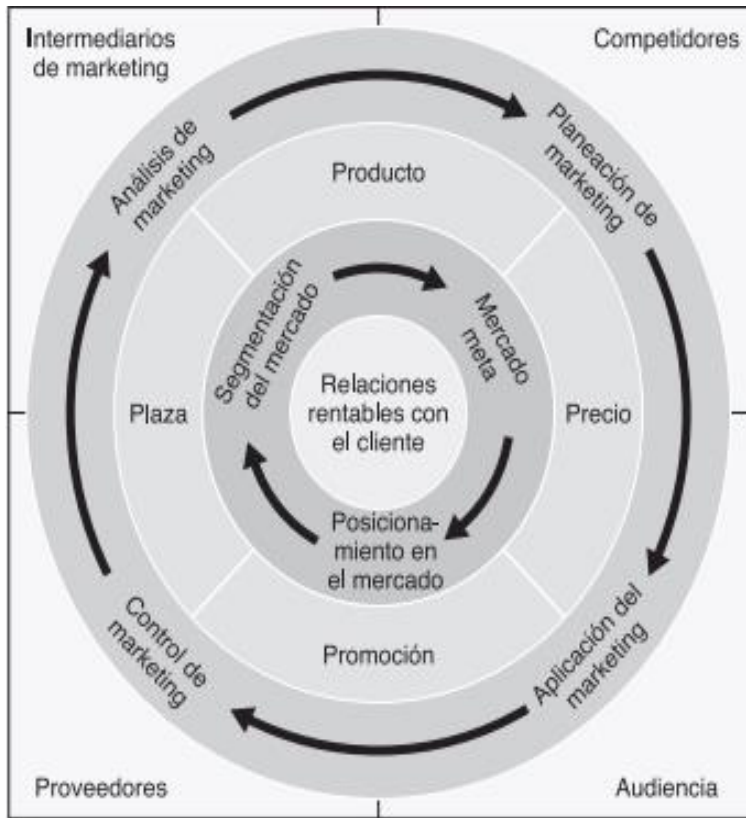 Intermediarios
de marketing
Competidores
Análisis de
marketing
Planeación de
marketing
Producto
Segmentación
del mercado
Mercado
meta
Plaza
Relaciones
rentables con
el cliente
Precio
Posiciona-
miento en
el mercado
Control de
marketing
Promoción
Aplicación del
marketing
Proveedores
Audiencia